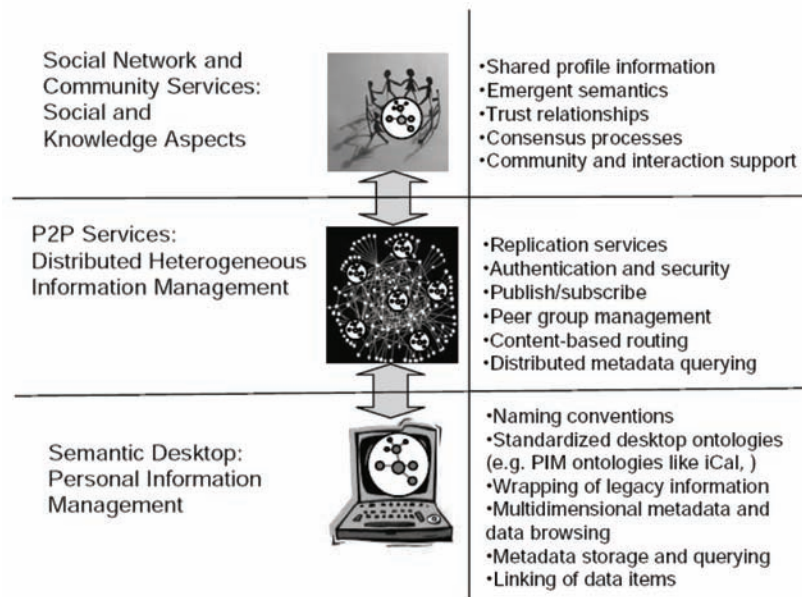 Social Network and
Community Services:
Social and
Knowledge Aspects
•Shared profile information
•Emergent semantics
•Trust relationships
•Consensus processes
•Community and interaction support
P2P Services:
Distributed Heterogeneous
Information Management
•Replication services
•Authentication and security
•Publish/subscribe
•Peer group management
•Content-based routing
•Distributed metadata querying
Semantic Desktop:
Personal Information
Management
•Naming conventions
•Standardized desktop ontologies
(e.g. PIM ontologies like iCal, )
•Wrapping of legacy information
•Multidimensional metadata and
data browsing
•Metadata storage and querying
•Linking of data items